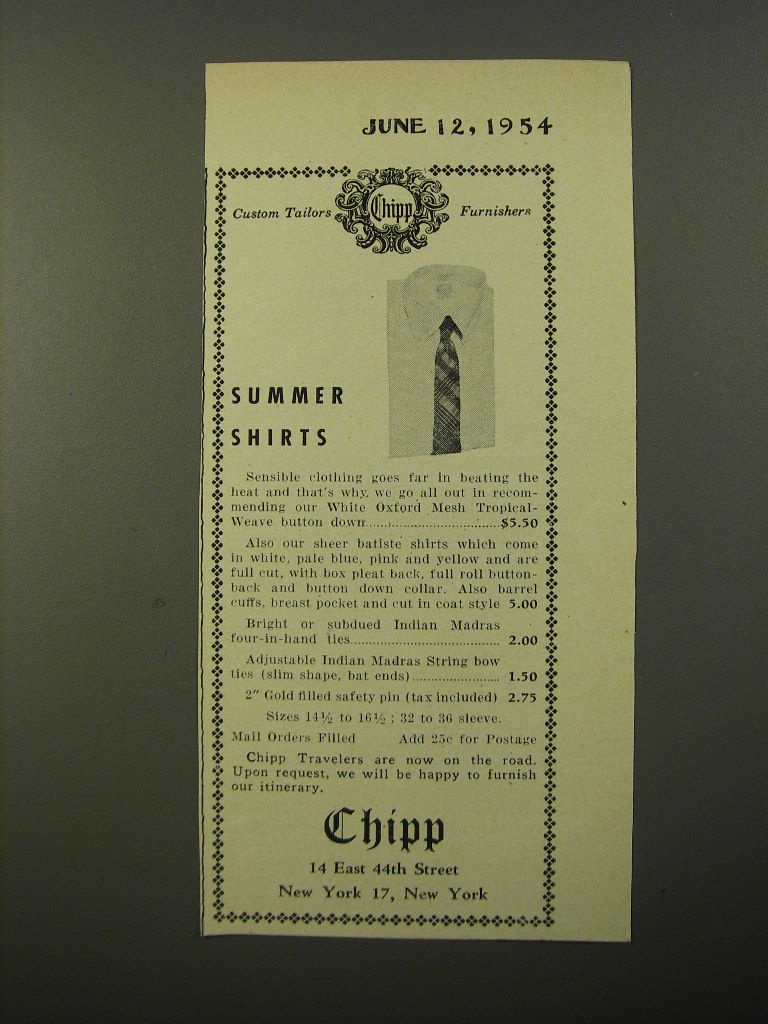 JUNE 12, 1954
Custom Tailors Chipp Furnishers
SUMMER
SHIRTS
Sensible clothing goes far in beating the
heat and that's why, we go all out in recom-
mending our White Oxford Mesh Tropical-
Weave button down..............................$5.50
Also our sheer batiste shirts which come
in white, pale blue, pink and yellow and are
full cut, with box pleat back, full roll button-
back and button down collar. Also barrel
cuffs, breast pocket and cut in coat style 5.00
Bright or subdued Indian Madras
four-in-hand ties..................................... 2.00
Adjustable Indian Madras String bow
ties (slim shape, bat ends)....................... 1.50
2" Gold filled safety pin (tax included) 2.75
Sizes 14½ to 16½ ; 32 to 36 sleeve.
Mail Orders Filled Add 25c for Postage
Chipp Travelers are now on the road.
Upon request, we will be happy to furnish
our itinerary.
Chipp
14 East 44th Street
New York 17, New York